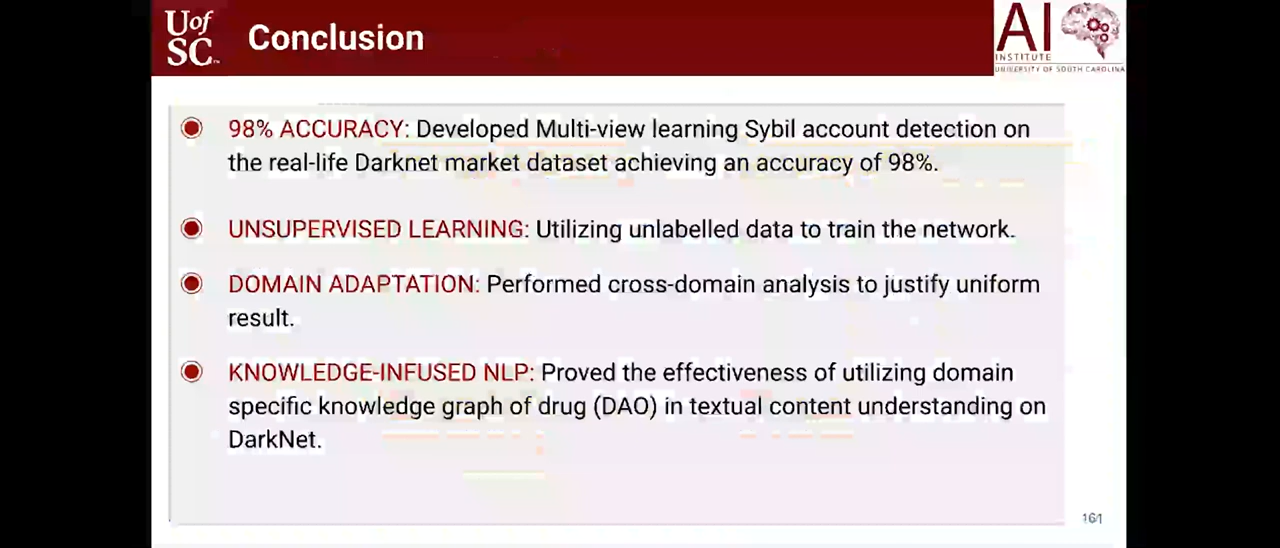 UofSC
Conclusion
AI
INSTITUTE
UNIVERSITY OF SOUTH CAROLINA
98% ACCURACY: Developed Multi-view learning Sybil account detection on
the real-life Darknet market dataset achieving an accuracy of 98%.
UNSUPERVISED LEARNING: Utilizing unlabelled data to train the network.
DOMAIN ADAPTATION: Performed cross-domain analysis to justify uniform
result.
KNOWLEDGE-INFUSED NLP: Proved the effectiveness of utilizing domain
specific knowledge graph of drug (DAO) in textual content understanding on
DarkNet.
161